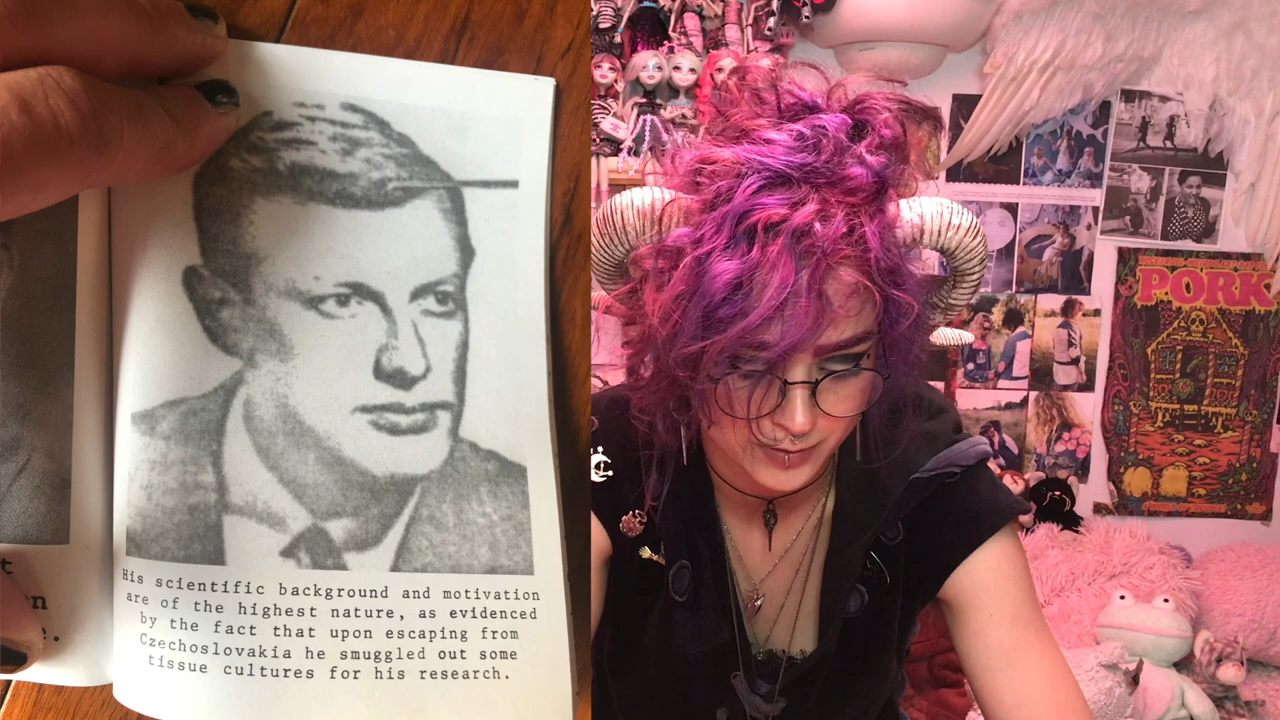 t
n
e.
His scientific background and motivation
are of the highest nature, as evidenced
by the fact that upon escaping from
Czechoslovakia he smuggled out some
tissue cultures for his research.
PORK